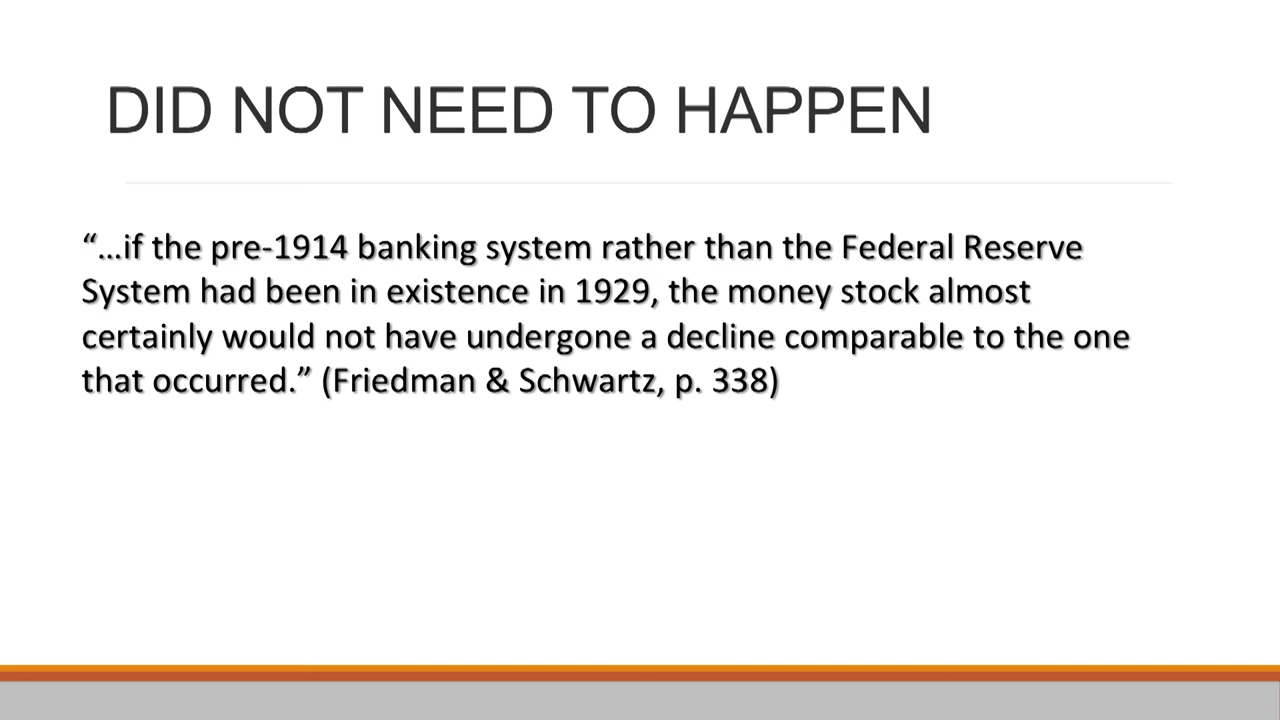 DID NOT NEED TO HAPPEN
“…if the pre-1914 banking system rather than the Federal Reserve
System had been in existence in 1929, the money stock almost
certainly would not have undergone a decline comparable to the one
that occurred.” (Friedman & Schwartz, p. 338)